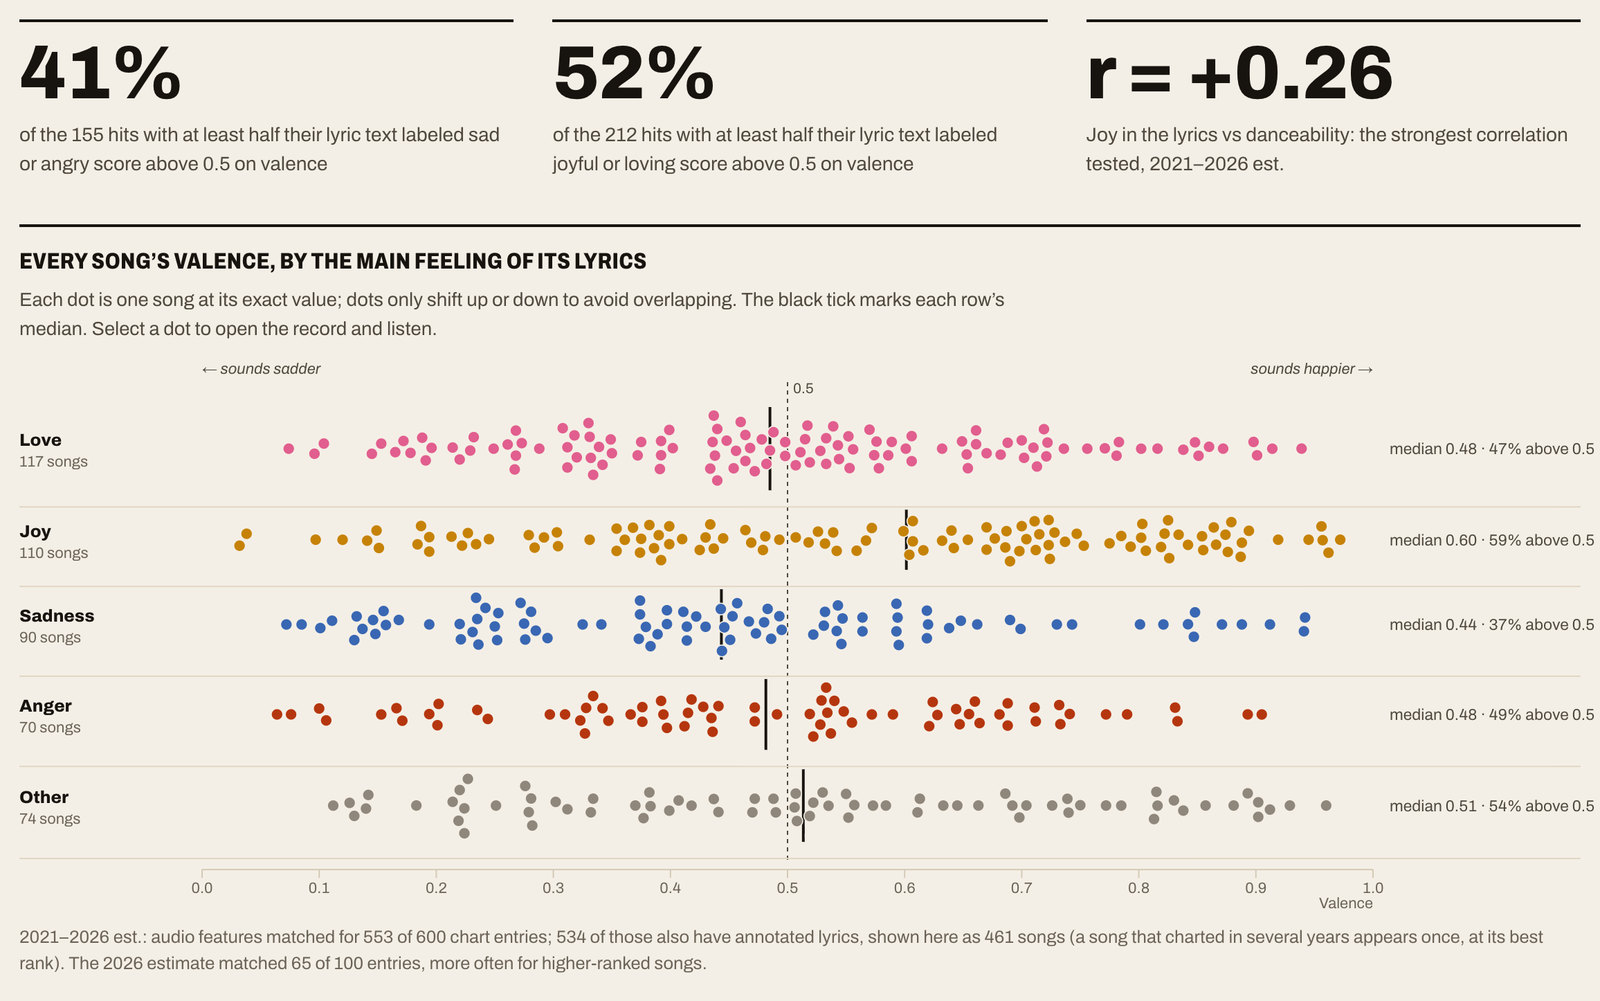 41%
of the 155 hits with at least half their lyric text labeled sad
or angry score above 0.5 on valence
52%
of the 212 hits with at least half their lyric text labeled
joyful or loving score above 0.5 on valence
r = +0.26
Joy in the lyrics vs danceability: the strongest correlation
tested, 2021–2026 est.
EVERY SONG’S VALENCE, BY THE MAIN FEELING OF ITS LYRICS
Each dot is one song at its exact value; dots only shift up or down to avoid overlapping. The black tick marks each row’s
median. Select a dot to open the record and listen.
← sounds sadder
sounds happier →
0.5
Love
117 songs
median 0.48 · 47% above 0.5
Joy
110 songs
median 0.60 · 59% above 0.5
Sadness
90 songs
median 0.44 · 37% above 0.5
Anger
70 songs
median 0.48 · 49% above 0.5
Other
74 songs
median 0.51 · 54% above 0.5
0.0 0.1 0.2 0.3 0.4 0.5 0.6 0.7 0.8 0.9 1.0
Valence
2021–2026 est.: audio features matched for 553 of 600 chart entries; 534 of those also have annotated lyrics, shown here as 461 songs (a song that charted in several years appears once, at its best
rank). The 2026 estimate matched 65 of 100 entries, more often for higher-ranked songs.